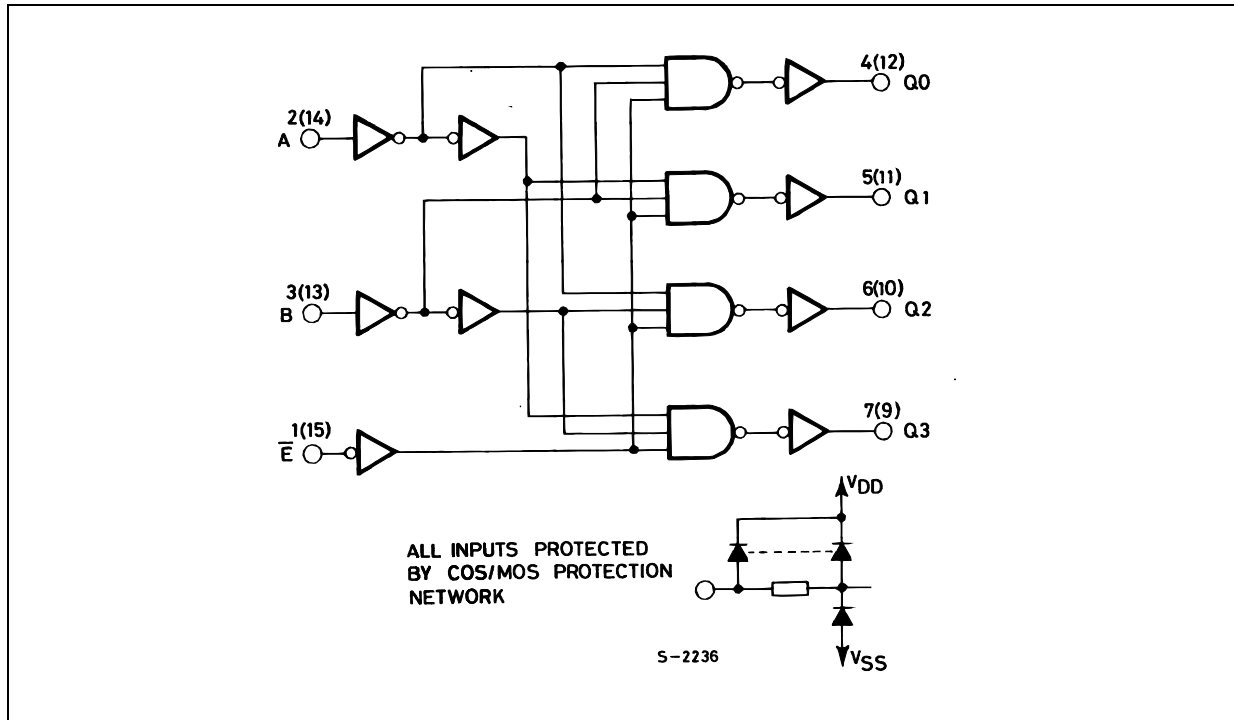 4(12)
Q0
2(14)
A
5(11)
Q1
3(13)
B
6(10)
Q2
1(15)
E̅
7(9)
Q3
VDD
ALL INPUTS PROTECTED
BY COS/MOS PROTECTION
NETWORK
S-2236
VSS